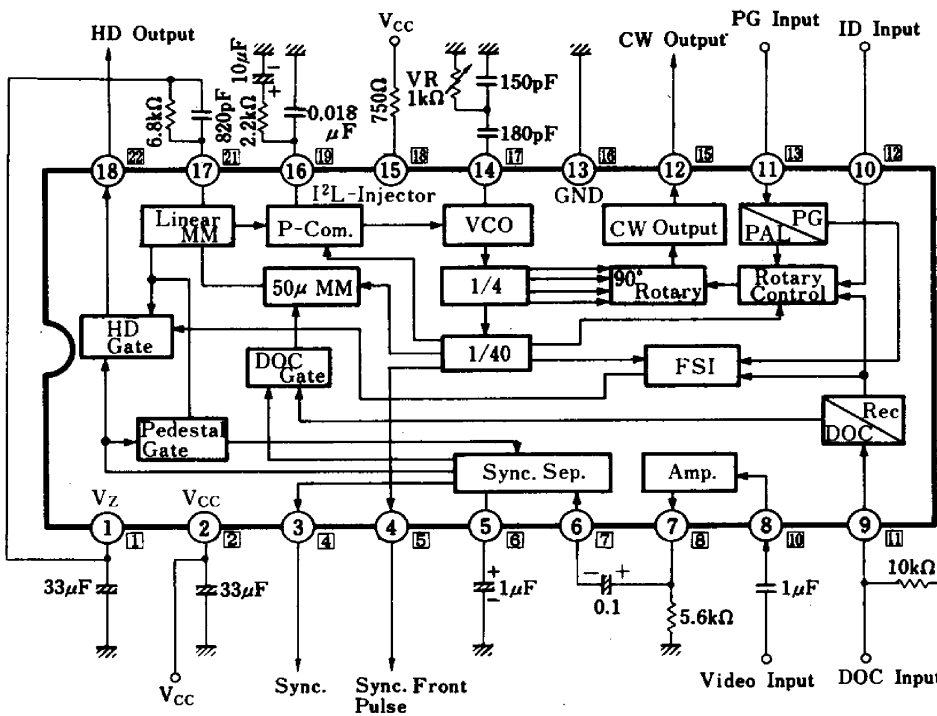 HD Output
VCC
CW Output
PG Input
ID Input
6.8kΩ
820pF
10μF
2.2kΩ
0.018 μF
750Ω
VR 1kΩ
150pF
180pF
18
22
17
21
16
19
15
18
14
17
13
16
12
15
11
13
10
12
I²L-Injector
GND
Linear MM
P-Com.
VCO
CW Output
PG
PAL
50μ MM
1/4
90° Rotary
Rotary Control
HD Gate
DOC Gate
1/40
FSI
Rec
DOC
Pedestal Gate
Sync. Sep.
Amp.
VZ
VCC
1
1
2
2
3
4
4
5
5
6
6
7
7
8
8
10
9
11
33μF
33μF
+
1μF
−
− +
0.1
5.6kΩ
1μF
10kΩ
VCC
Sync.
Sync. Front Pulse
Video Input
DOC Input